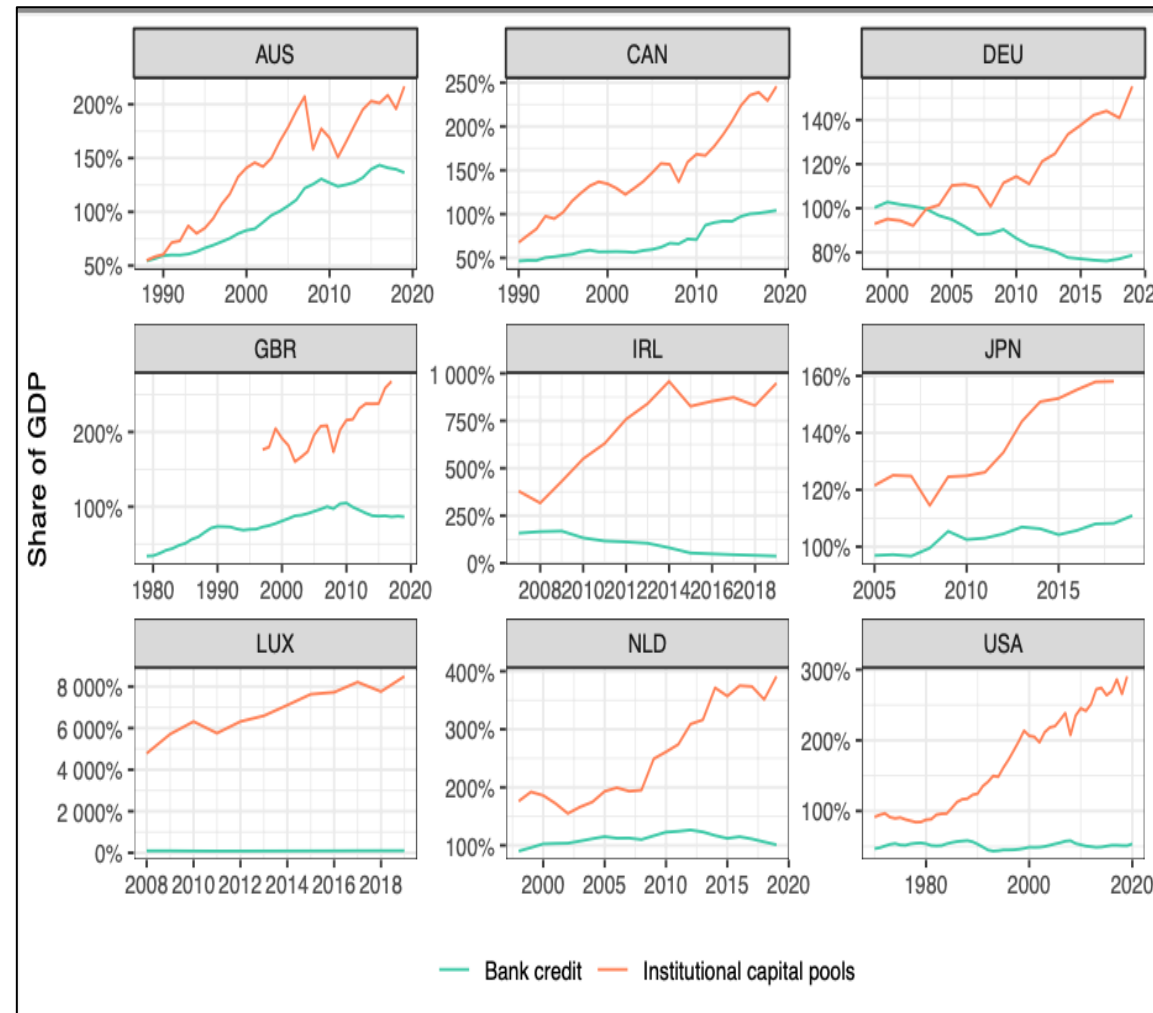 AUS CAN DEU
200% 250% 140%
150% 200% 120%
100% 150% 100%
50% 100% 80%
50%
1990 2000 2010 2020 1990 2000 2010 2020 2000 2005 2010 2015 202
GBR IRL JPN
Share of GDP
200% 1 000% 160%
100% 750% 140%
500% 120%
250% 100%
0%
1980 1990 2000 2010 2020 2008 2010 2012 2014 2016 2018 2005 2010 2015
LUX NLD USA
8 000% 400% 300%
6 000% 300% 200%
4 000% 200% 100%
2 000% 100%
0%
2008 2010 2012 2014 2016 2018 2000 2005 2010 2015 2020 1980 2000 2020
Bank credit Institutional capital pools